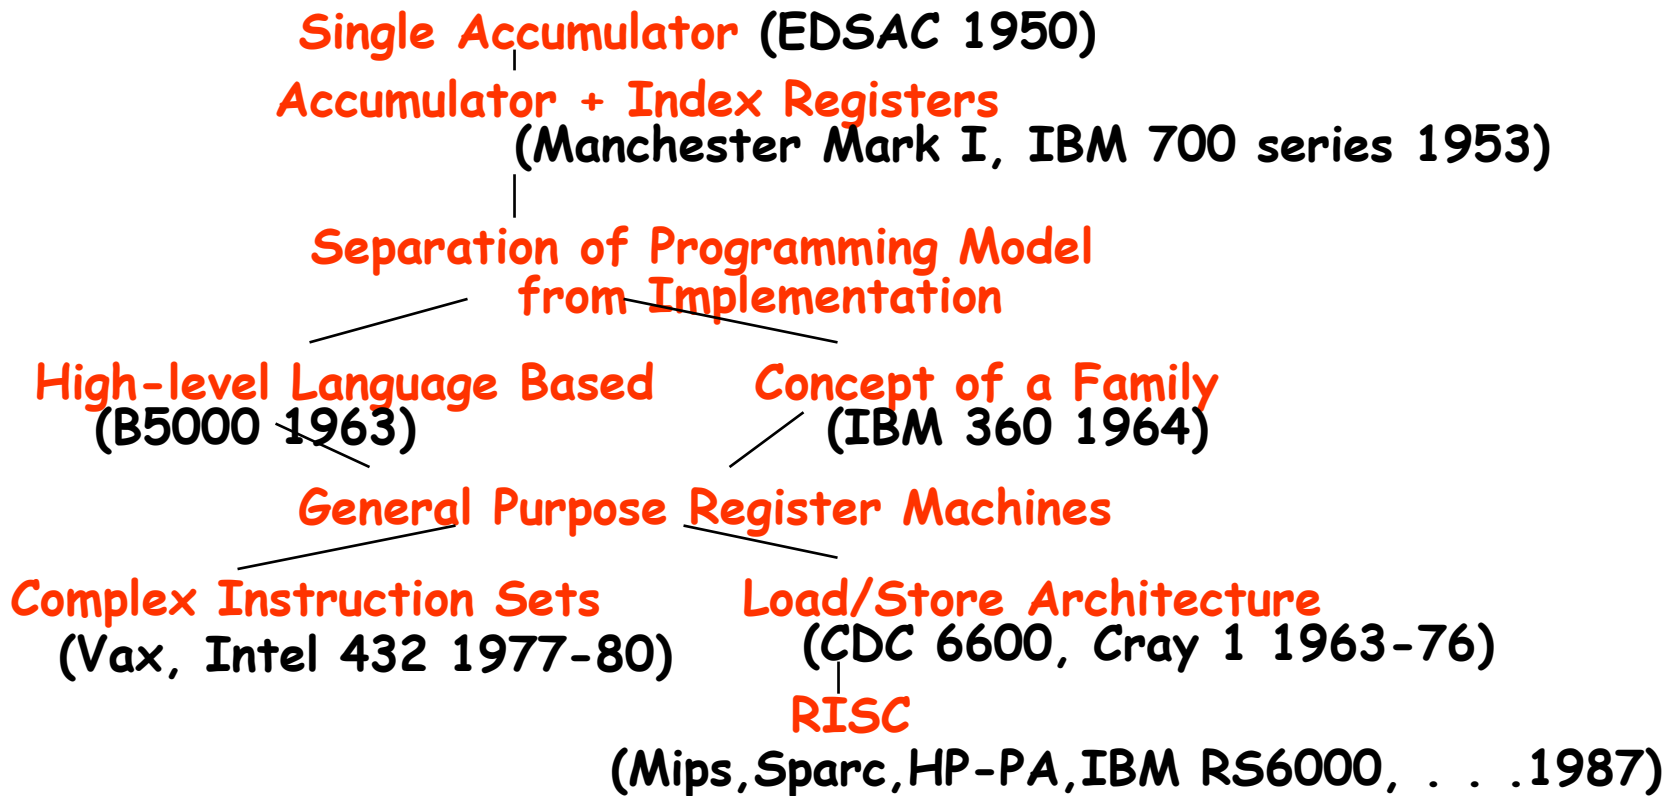 Single Accumulator (EDSAC 1950)
Accumulator + Index Registers
(Manchester Mark I, IBM 700 series 1953)
Separation of Programming Model
from Implementation
High-level Language Based
(B5000 1963)
Concept of a Family
(IBM 360 1964)
General Purpose Register Machines
Complex Instruction Sets
(Vax, Intel 432 1977-80)
Load/Store Architecture
(CDC 6600, Cray 1 1963-76)
RISC
(Mips,Sparc,HP-PA,IBM RS6000, . . .1987)